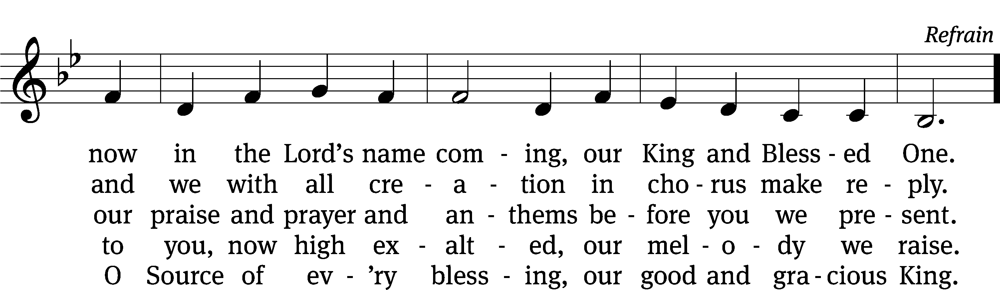 Refrain
now in the Lord’s name com - ing, our King and Bless - ed One.
and we with all cre - a - tion in cho - rus make re - ply.
our praise and prayer and an - thems be - fore you we pre - sent.
to you, now high ex - alt - ed, our mel - o - dy we raise.
O Source of ev - ’ry bless - ing, our good and gra - cious King.